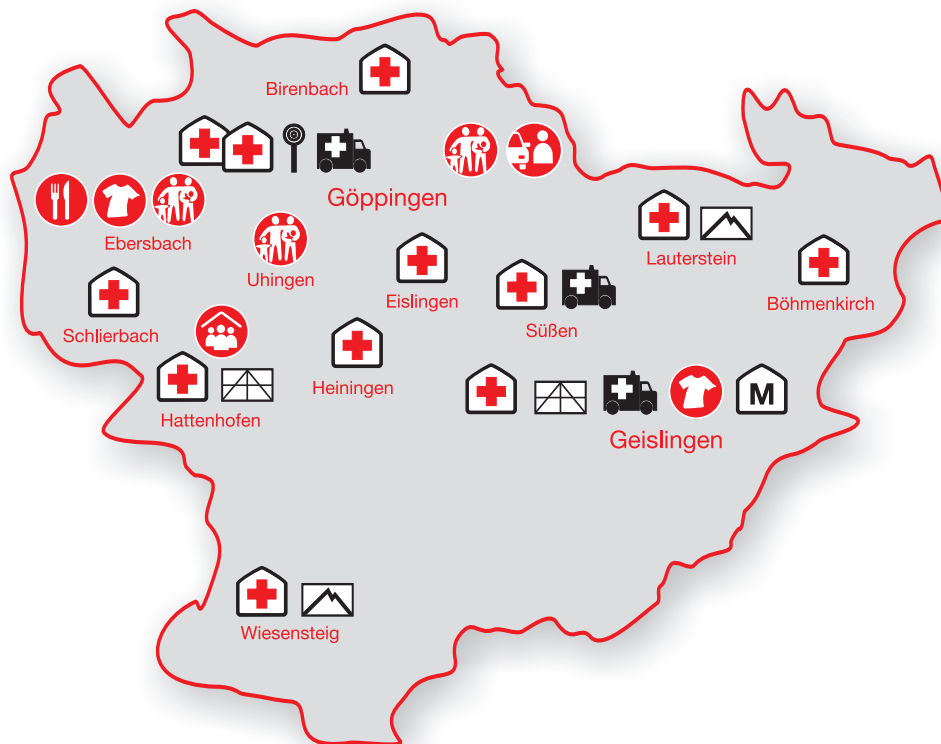 Birenbach
Göppingen
Ebersbach
Uhingen
Lauterstein
Eislingen
Böhmenkirch
Süßen
Schlierbach
Heiningen
Hattenhofen
M
Geislingen
Wiesensteig